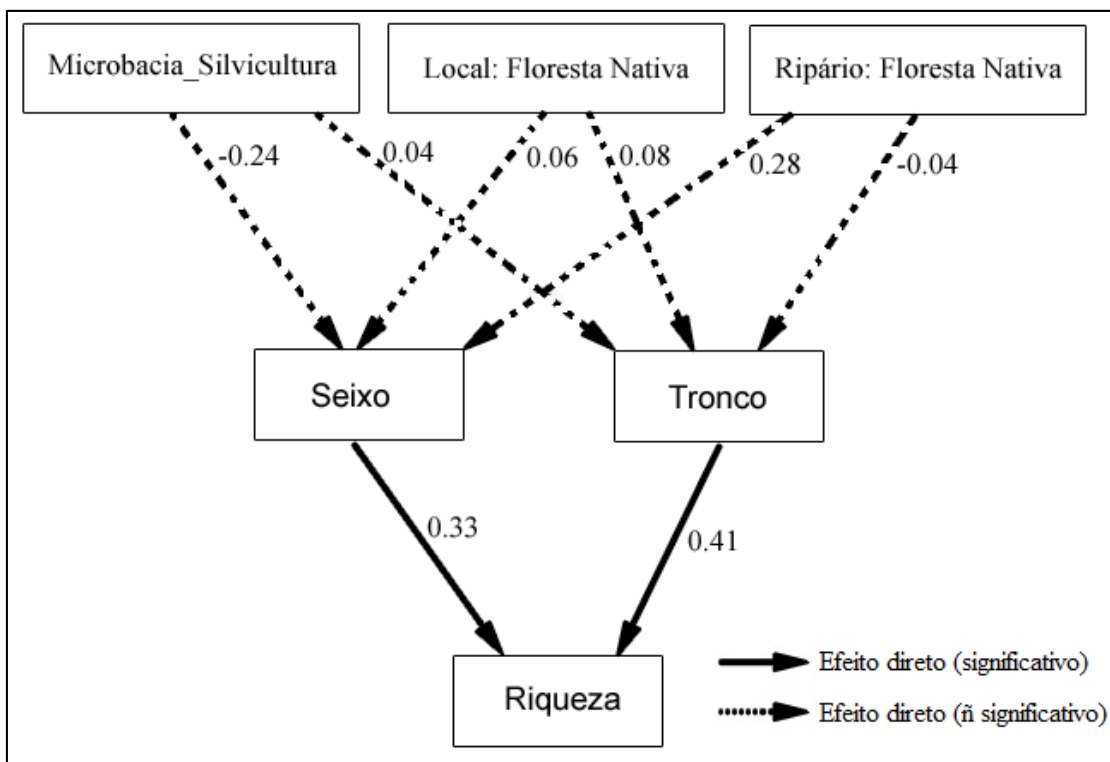 Microbacia_Silvicultura
Local: Floresta Nativa
Ripário: Floresta Nativa
-0.24
0.04
0.06
0.08
0.28
-0.04
Seixo
Tronco
0.33
0.41
Riqueza
Efeito direto (significativo)
Efeito direto (ñ significativo)